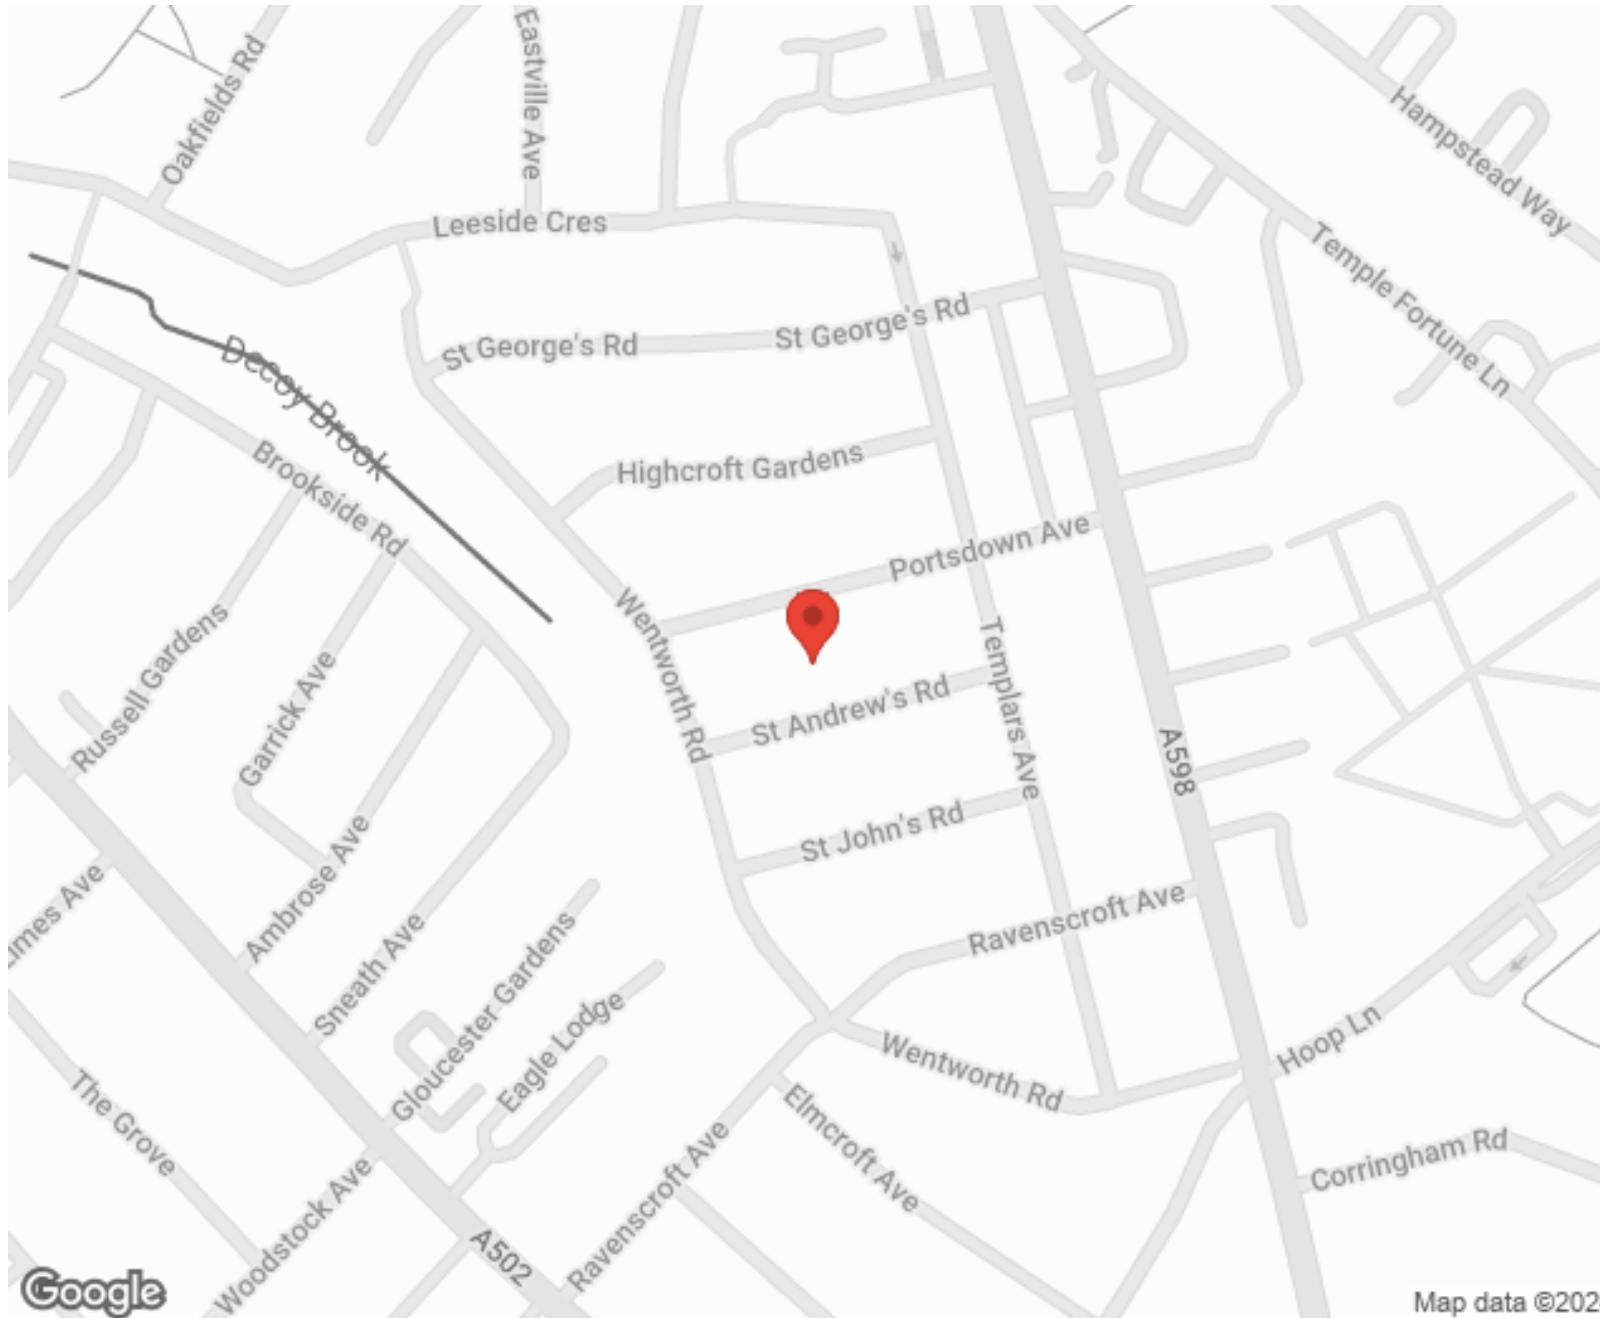 Eastville Ave
Oakfields Rd
Hampstead Way
Leeside Cres
Temple Fortune Ln
St George's Rd
St George's Rd
Decoy Brook
Brookside Rd
Highcroft Gardens
Portsdown Ave
Wentworth Rd
Templars Ave
Russell Gardens
Garrick Ave
St Andrew's Rd
A598
St John's Rd
Ambrose Ave
Sneath Ave
Ravenscroft Ave
Gloucester Gardens
Eagle Lodge
Hoop Ln
Wentworth Rd
The Grove
Elmcroft Ave
Ravenscroft Ave
Corringham Rd
Woodstock Ave
A502
Google
Map data ©202